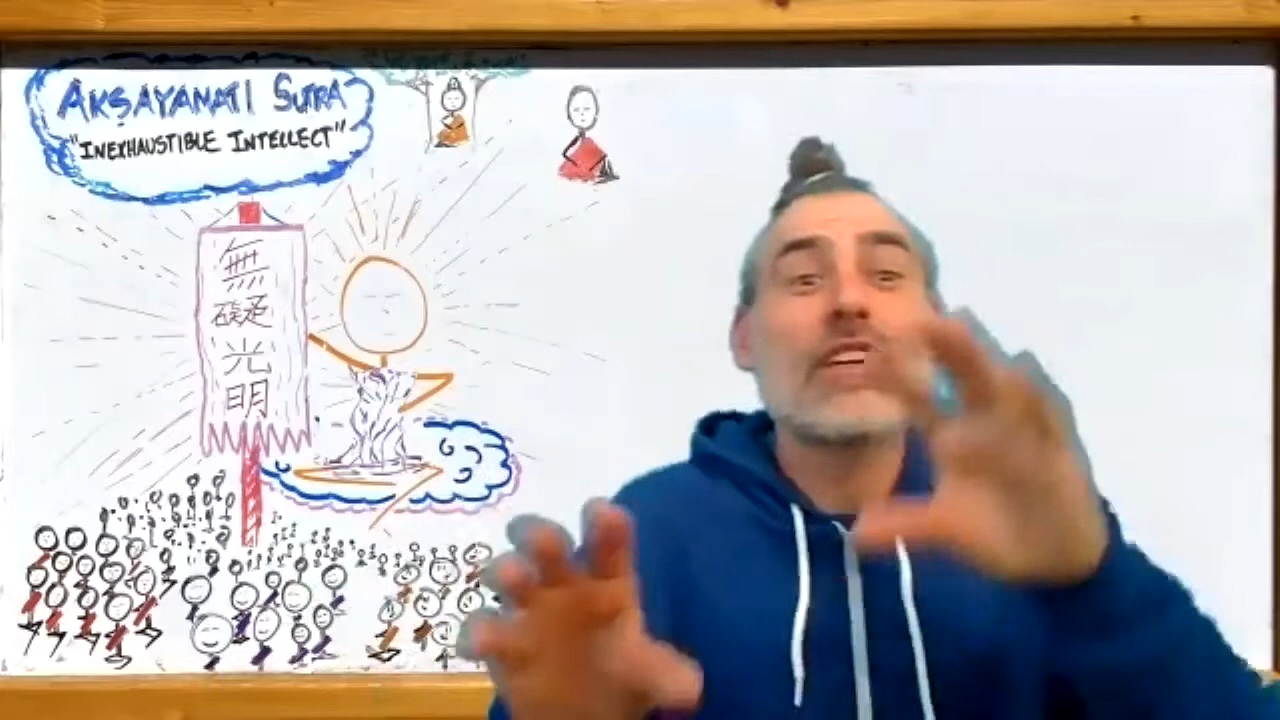 AKṢAYAMATI SUTRA
"INEXHAUSTIBLE INTELLECT"
無
礙
光
明